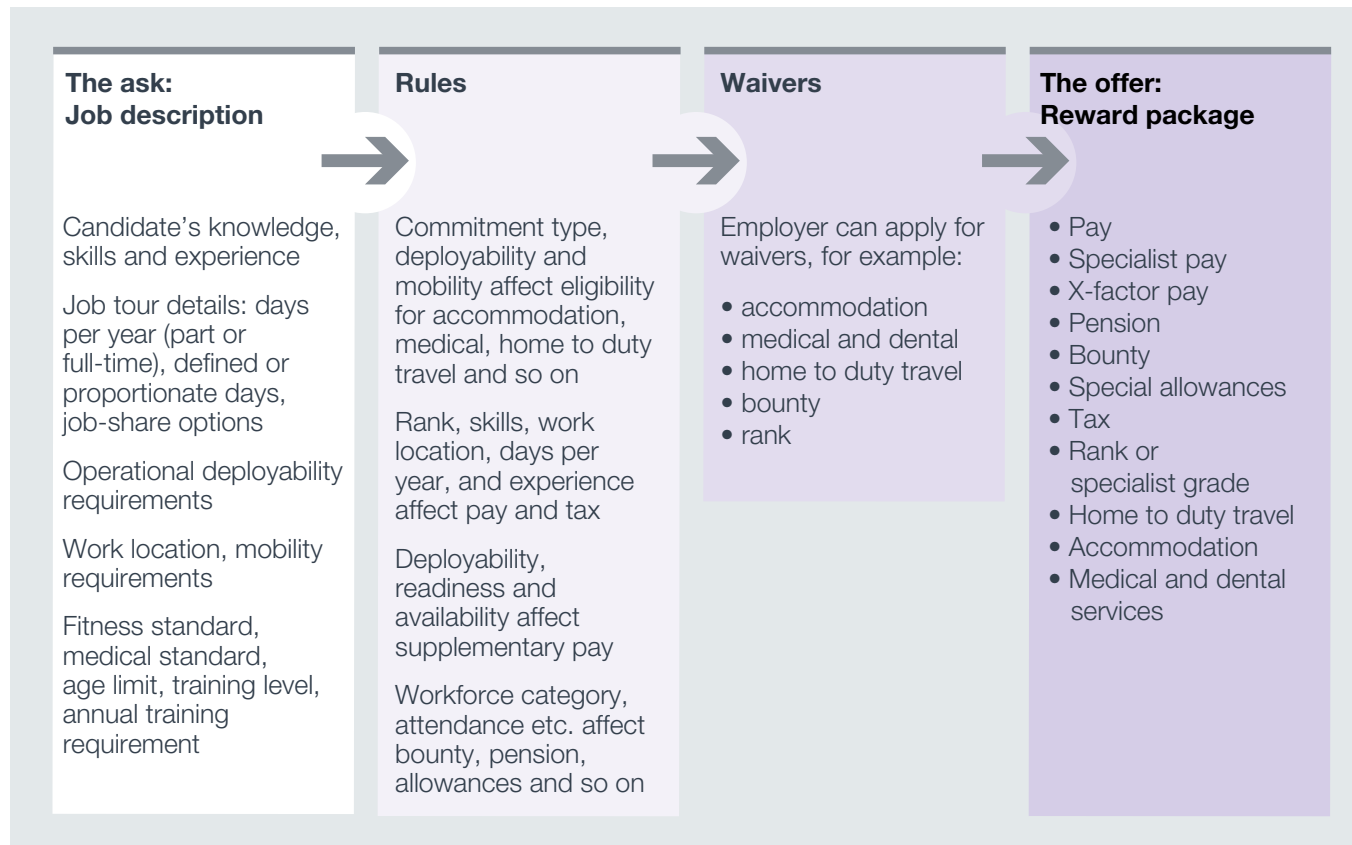 The ask:
Job description
Candidate's knowledge,
skills and experience
Job tour details: days
per year (part or
full-time), defined or
proportionate days,
job-share options
Operational deployability
requirements
Work location, mobility
requirements
Fitness standard,
medical standard,
age limit, training level,
annual training
requirement
Rules
Commitment type,
deployability and
mobility affect eligibility
for accommodation,
medical, home to duty
travel and so on
Rank, skills, work
location, days per
year, and experience
affect pay and tax
Deployability,
readiness and
availability affect
supplementary pay
Workforce category,
attendance etc. affect
bounty, pension,
allowances and so on
Waivers
Employer can apply for
waivers, for example:
• accommodation
• medical and dental
• home to duty travel
• bounty
• rank
The offer:
Reward package
• Pay
• Specialist pay
• X-factor pay
• Pension
• Bounty
• Special allowances
• Tax
• Rank or
specialist grade
• Home to duty travel
• Accommodation
• Medical and dental
services